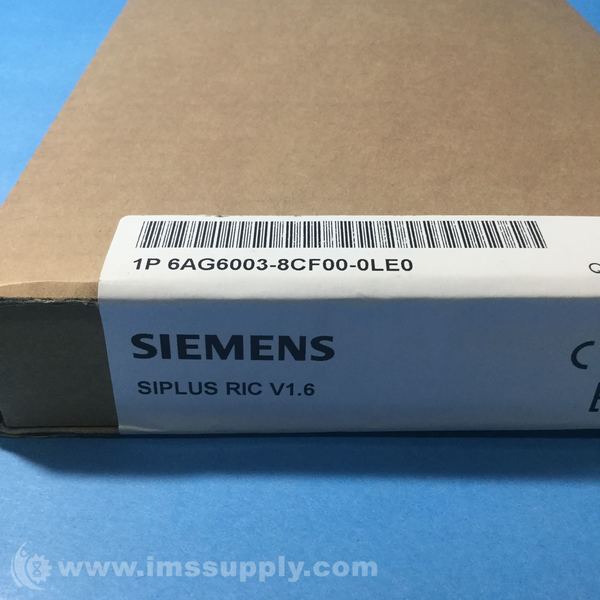 1P 6AG6003-8CF00-0LE0
Q
SIEMENS
SIPLUS RIC V1.6
www.imssupply.com